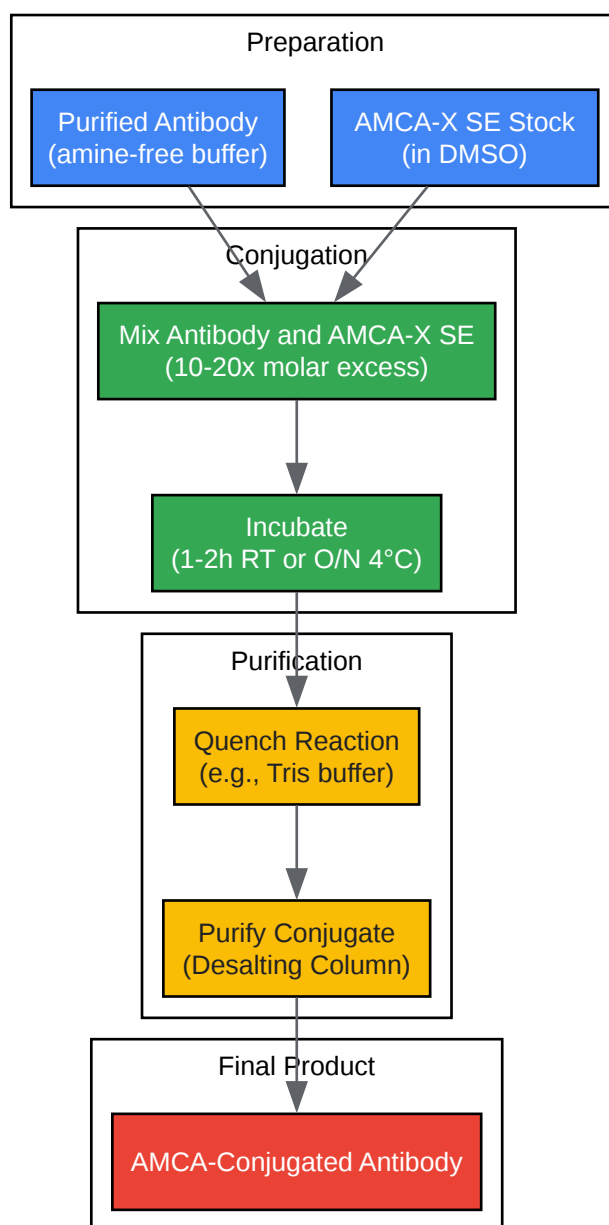 Preparation
Purified Antibody
(amine-free buffer)
AMCA-X SE Stock
(in DMSO)
Conjugation
Mix Antibody and AMCA-X SE
(10-20x molar excess)
Incubate
(1-2h RT or O/N 4°C)
Purification
Quench Reaction
(e.g., Tris buffer)
Purify Conjugate
(Desalting Column)
Final Product
AMCA-Conjugated Antibody